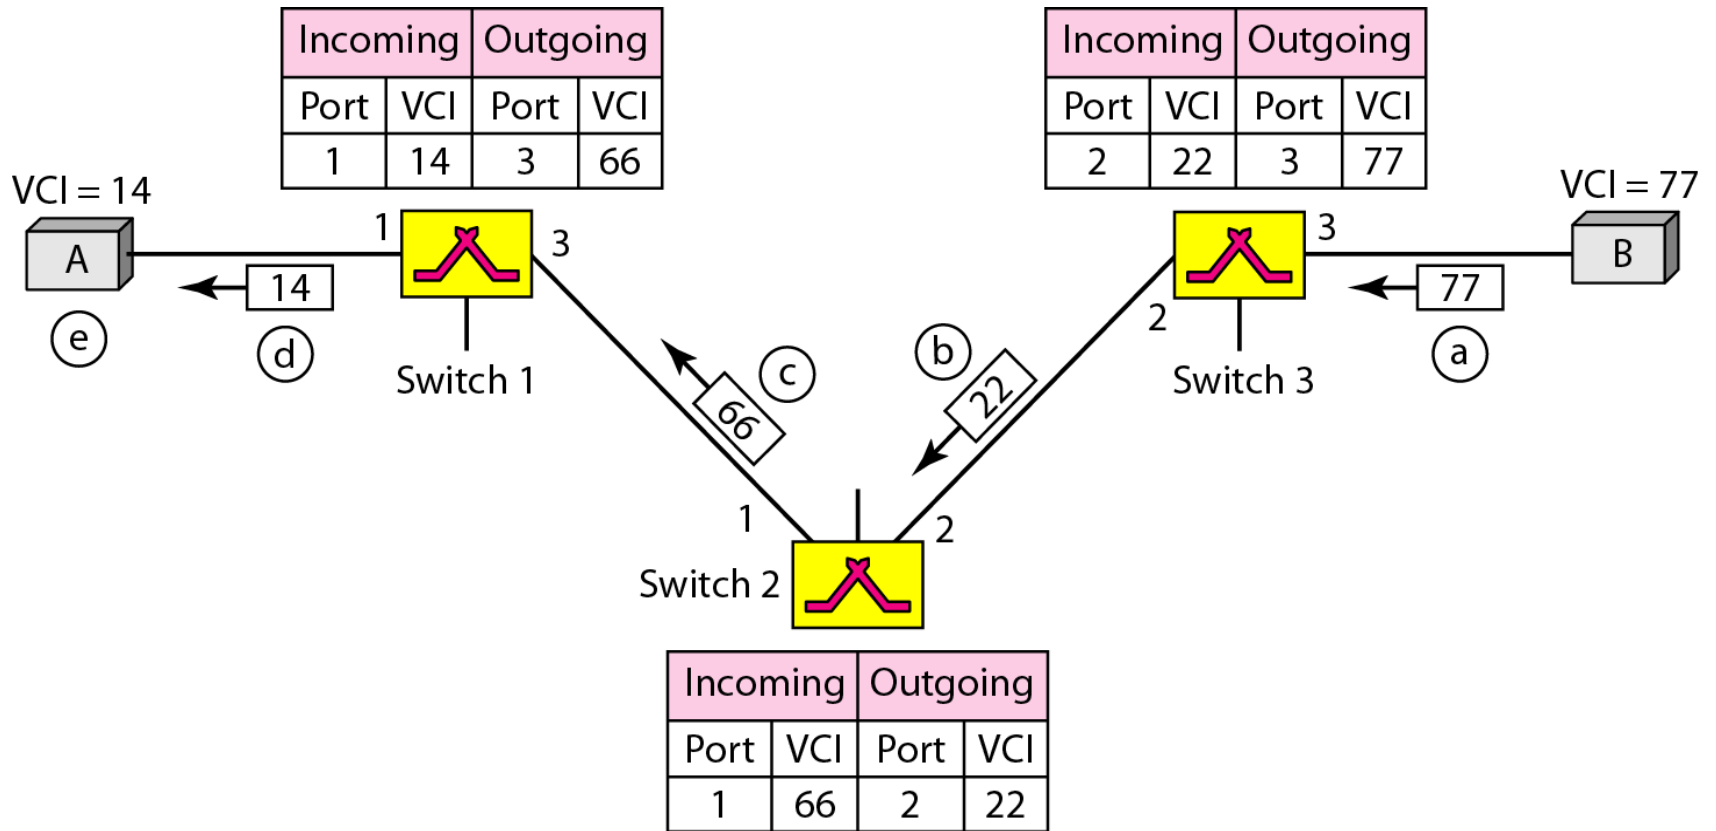 Incoming Outgoing
Port VCI Port VCI
1 14 3 66
Incoming Outgoing
Port VCI Port VCI
2 22 3 77
VCI = 14
VCI = 77
A
1
3
3
B
14
77
2
e
d
c
b
a
Switch 1
66
22
Switch 3
1
2
Switch 2
Incoming Outgoing
Port VCI Port VCI
1 66 2 22